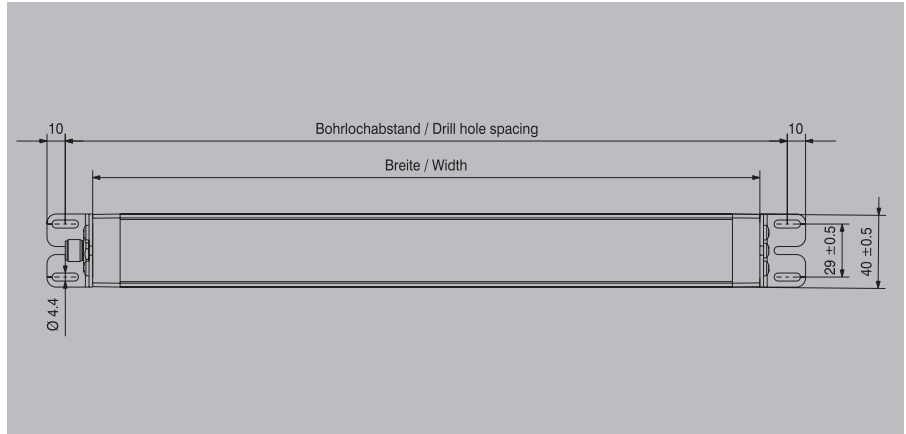 10
Bohrlochabstand / Drill hole spacing
10
Breite / Width
29 ±0.5
40 ±0.5
Ø 4.4